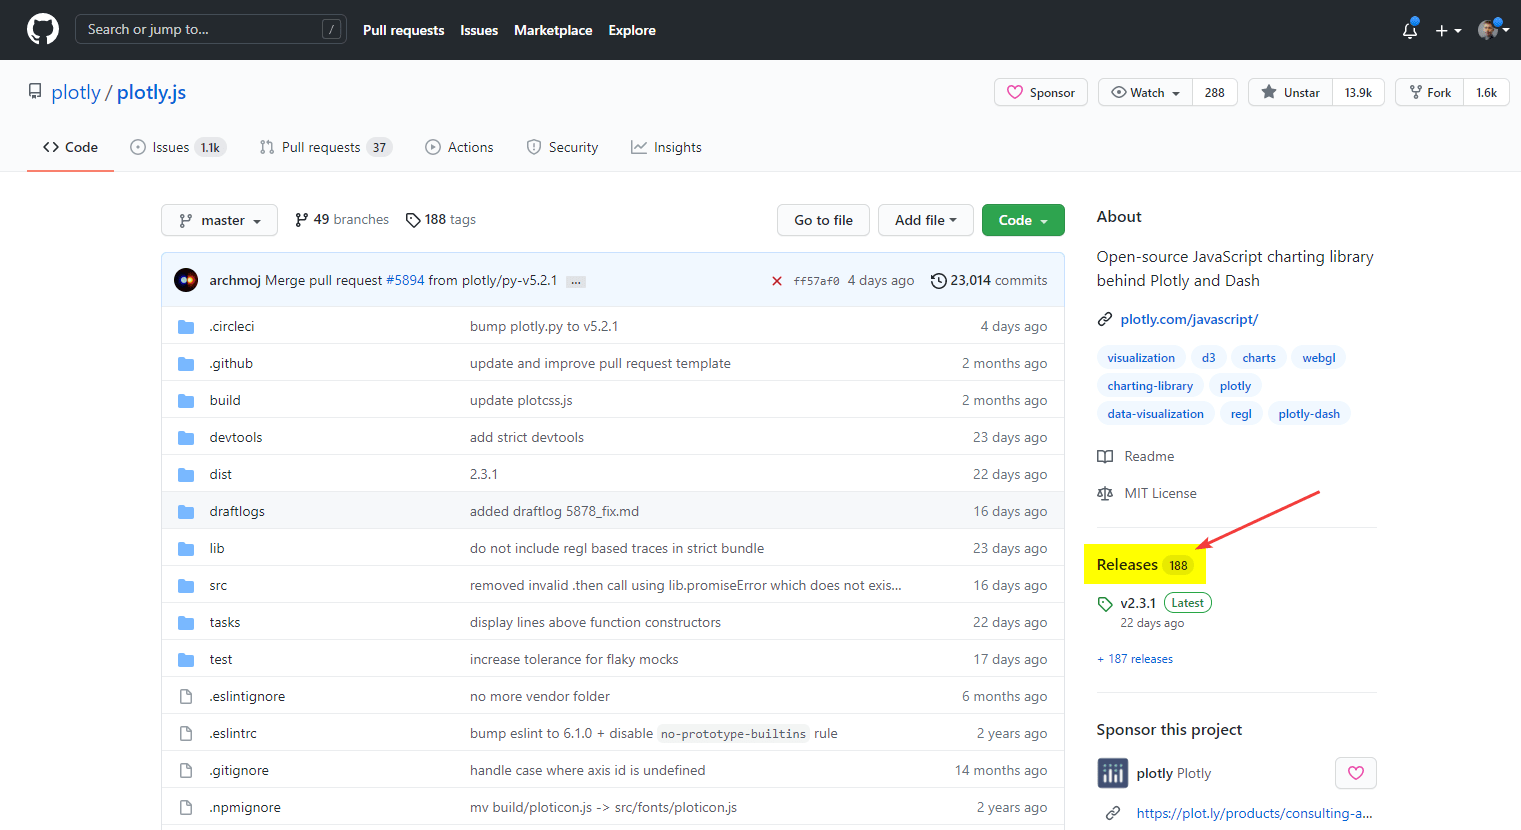 Search or jump to... /
Pull requests Issues Marketplace Explore
plotly / plotly.js
Sponsor Watch 288 Unstar 13.9k Fork 1.6k
Code Issues 1.1k Pull requests 37 Actions Security Insights
master 49 branches 188 tags Go to file Add file Code
archmoj Merge pull request #5894 from plotly/py-v5.2.1 ... ff57af0 4 days ago 23,014 commits
.circleci bump plotly.py to v5.2.1 4 days ago
.github update and improve pull request template 2 months ago
build update plotcss.js 2 months ago
devtools add strict devtools 23 days ago
dist 2.3.1 22 days ago
draftlogs added draftlog 5878_fix.md 16 days ago
lib do not include regl based traces in strict bundle 23 days ago
src removed invalid .then call using lib.promiseError which does not exis... 16 days ago
tasks display lines above function constructors 22 days ago
test increase tolerance for flaky mocks 17 days ago
.eslintignore no more vendor folder 6 months ago
.eslintrc bump eslint to 6.1.0 + disable no-prototype-builtins rule 2 years ago
.gitignore handle case where axis id is undefined 14 months ago
.npmignore mv build/ploticon.js -> src/fonts/ploticon.js 2 years ago
About
Open-source JavaScript charting library
behind Plotly and Dash
plotly.com/javascript/
visualization d3 charts webgl
charting-library plotly
data-visualization regl plotly-dash
Readme
MIT License
Releases 188
v2.3.1 Latest
22 days ago
+ 187 releases
Sponsor this project
plotly Plotly
https://plot.ly/products/consulting-a...